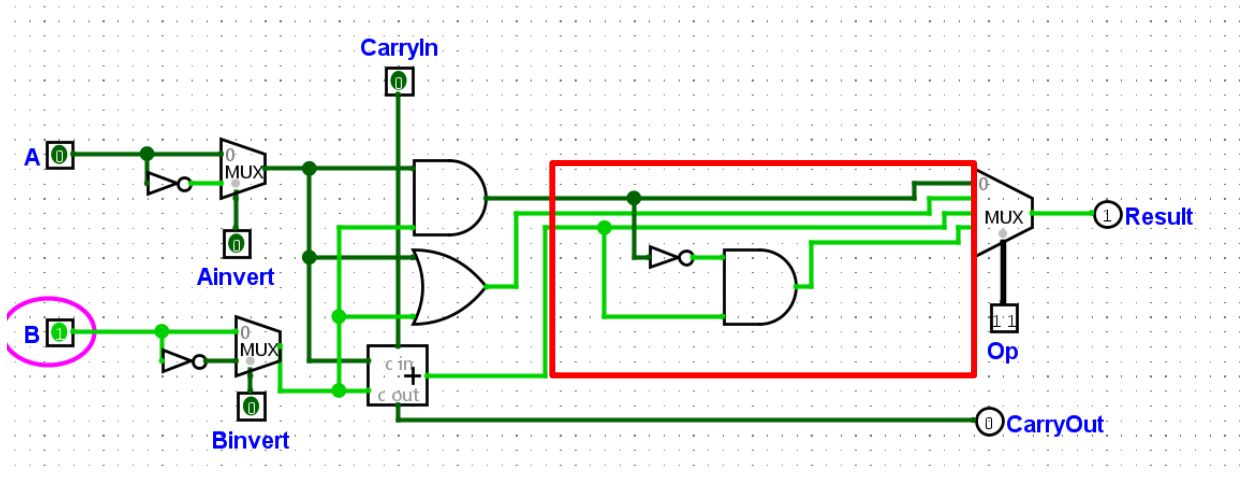 CarryIn
0
A 0
0
MUX
0
Ainvert
0
MUX
1 Result
B 1
0
MUX
1 1
Op
c in
+
c out
0
Binvert
0 CarryOut